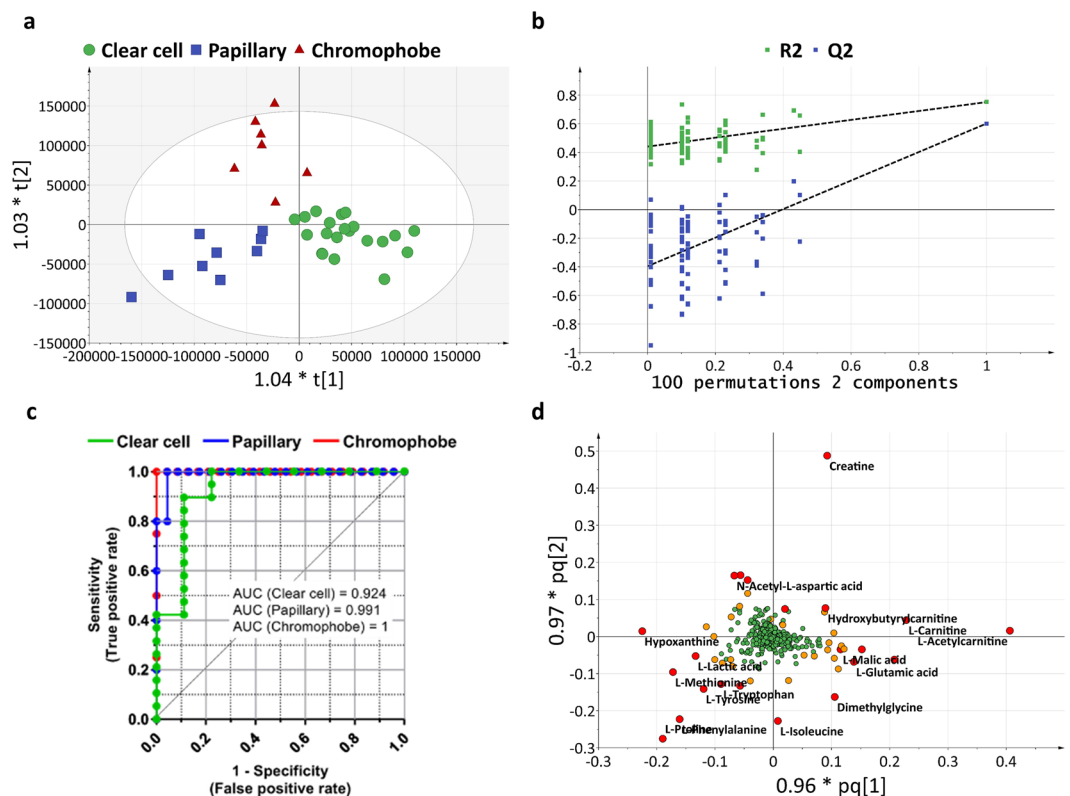 a
Clear cell Papillary Chromophobe
150000
100000
50000
0
-50000
-100000
-150000
-200000 -150000 -100000 -50000 0 50000 100000 150000
1.03 * t[2]
1.04 * t[1]
b
R2 Q2
0.8
0.6
0.4
0.2
0
-0.2
-0.4
-0.6
-0.8
-1
-0.2 0 0.2 0.4 0.6 0.8 1
100 permutations 2 components
c
Clear cell Papillary Chromophobe
1.0
0.8
0.6
0.4
0.2
0.0
0.0 0.2 0.4 0.6 0.8 1.0
Sensitivity
(True positive rate)
AUC (Clear cell) = 0.924
AUC (Papillary) = 0.991
AUC (Chromophobe) = 1
1 - Specificity
(False positive rate)
d
0.5
0.4
0.3
0.2
0.1
0
-0.1
-0.2
-0.3
-0.3 -0.2 -0.1 0 0.1 0.2 0.3 0.4
0.97 * pq[2]
0.96 * pq[1]
Creatine
N-Acetyl-L-aspartic acid
Hydroxybutyrylcarnitine
L-Carnitine
L-Acetylcarnitine
Hypoxanthine
L-Lactic acid
L-Malic acid
L-Glutamic acid
L-Methionine
L-Tryptophan
L-Tyrosine
Dimethylglycine
L-Proline
L-Phenylalanine
L-Isoleucine